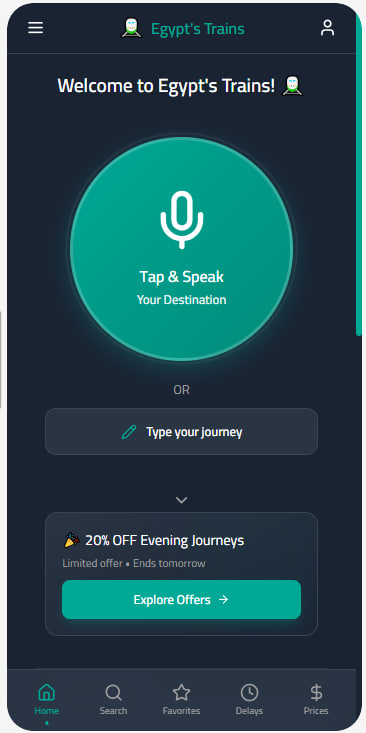 Egypt's Trains
Welcome to Egypt's Trains!
Tap & Speak
Your Destination
OR
Type your journey
20% OFF Evening Journeys
Limited offer • Ends tomorrow
Explore Offers →
Home Search Favorites Delays Prices